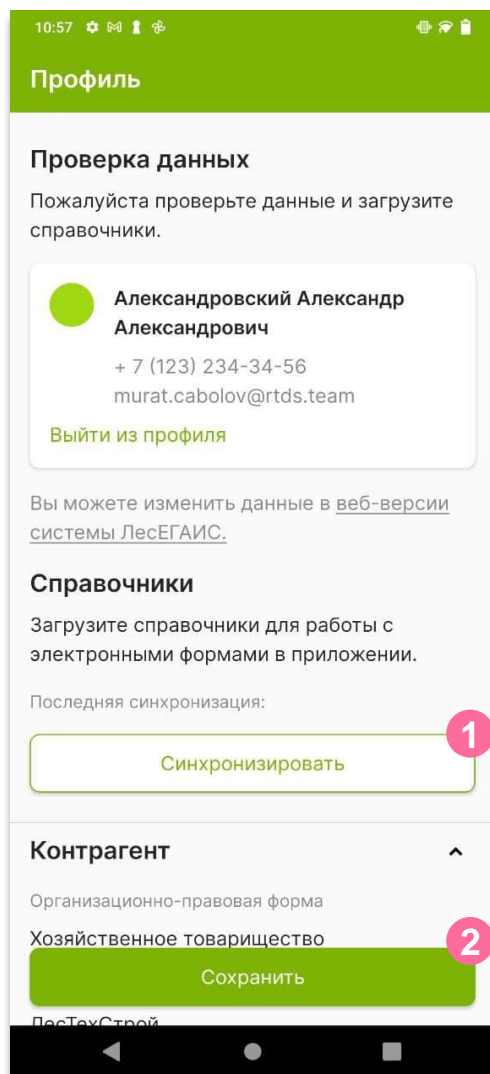 10:57
Профиль
Проверка данных
Пожалуйста проверьте данные и загрузите
справочники.
Александровский Александр
Александрович
+ 7 (123) 234-34-56
murat.cabolov@rtds.team
Выйти из профиля
Вы можете изменить данные в веб-версии
системы ЛесЕГАИС.
Справочники
Загрузите справочники для работы с
электронными формами в приложении.
Последняя синхронизация:
1
Синхронизировать
Контрагент
Организационно-правовая форма
Хозяйственное товарищество
2
Сохранить
ЛесТехСтрой